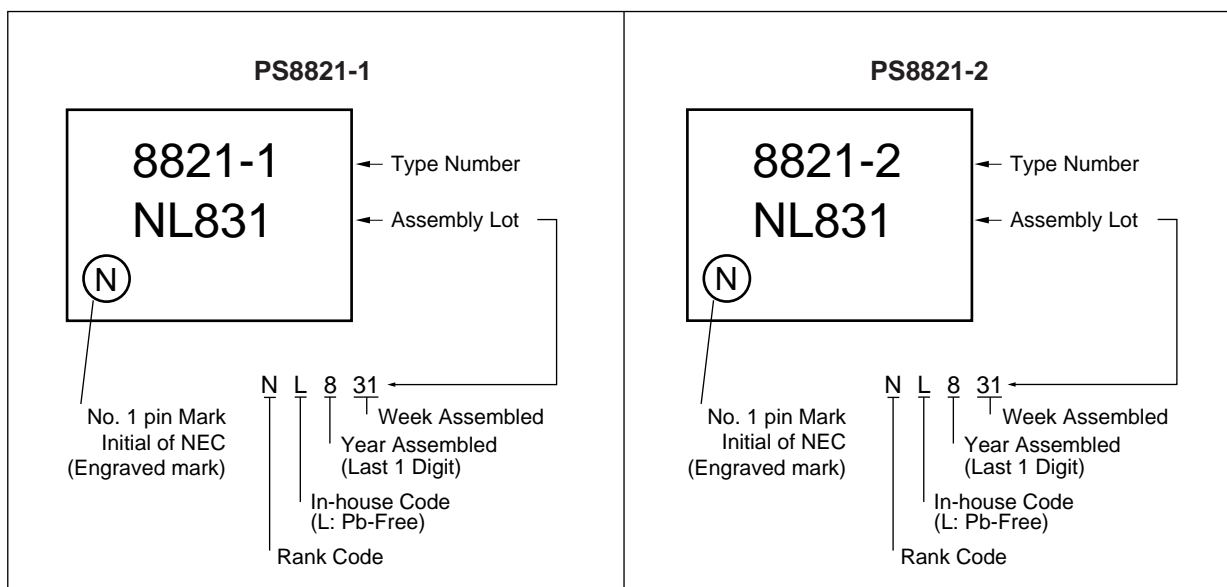 PS8821-1
8821-1
Type Number
NL831
Assembly Lot
N
N L 8 31
No. 1 pin Mark
Initial of NEC
(Engraved mark)
Week Assembled
Year Assembled
(Last 1 Digit)
In-house Code
(L: Pb-Free)
Rank Code
PS8821-2
8821-2
Type Number
NL831
Assembly Lot
N
N L 8 31
No. 1 pin Mark
Initial of NEC
(Engraved mark)
Week Assembled
Year Assembled
(Last 1 Digit)
In-house Code
(L: Pb-Free)
Rank Code